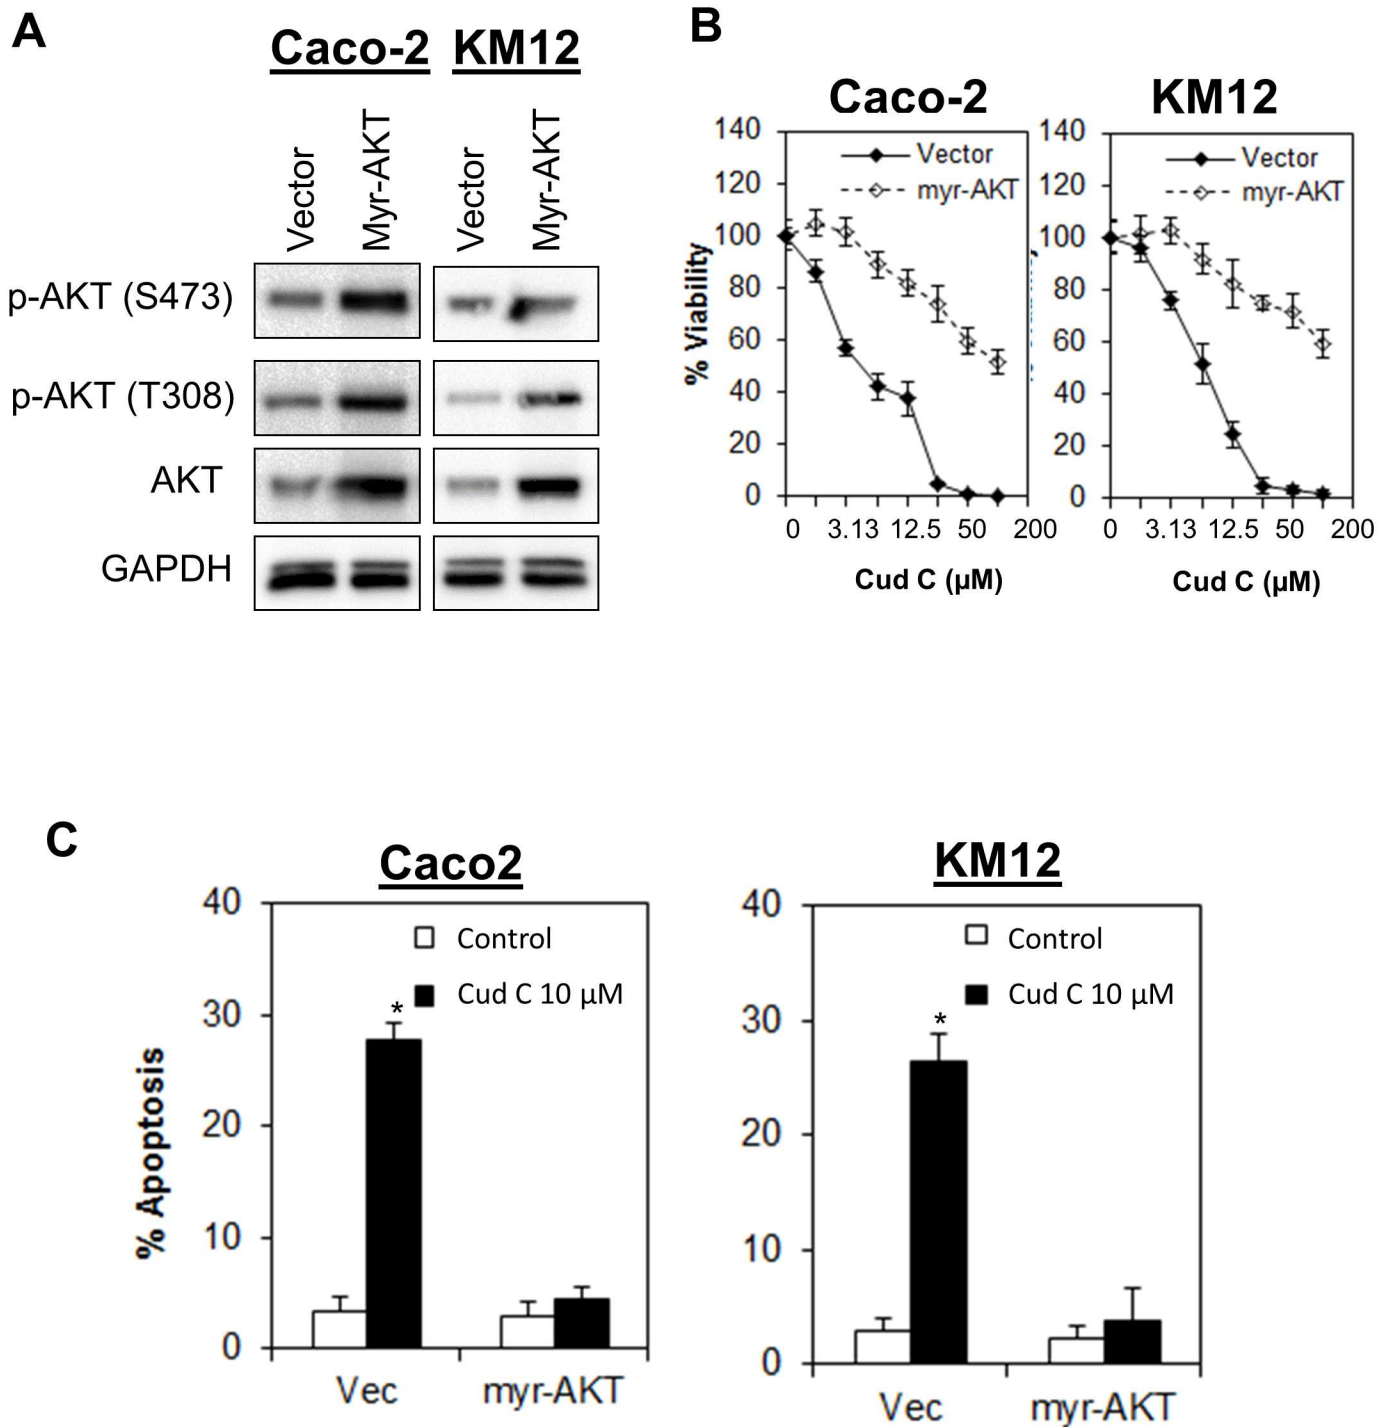 A
Caco-2 KM12
Vector Myr-AKT Vector Myr-AKT
p-AKT (S473)
p-AKT (T308)
AKT
GAPDH
B
Caco-2 KM12
% Viability
140
120
100
80
60
40
20
0
Vector
myr-AKT
0 3.13 12.5 50 200
Cud C (µM)
140
120
100
80
60
40
20
0
Vector
myr-AKT
0 3.13 12.5 50 200
Cud C (µM)
C
Caco2
% Apoptosis
40
30
20
10
0
Control
Cud C 10 µM
*
Vec myr-AKT
KM12
40
30
20
10
0
Control
Cud C 10 µM
*
Vec myr-AKT